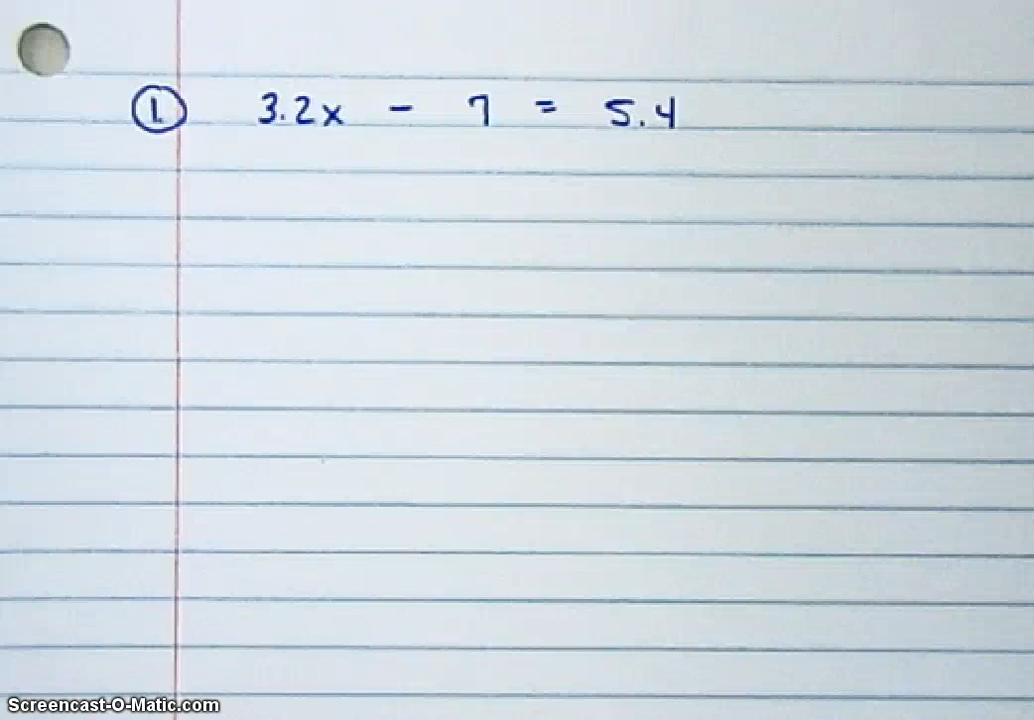 1. 3.2x - 7 = 5.4
Screencast-O-Matic.com